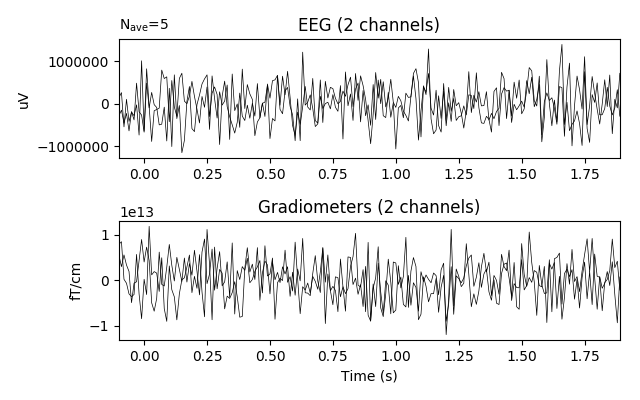 N_ave=5
EEG (2 channels)
uV
1000000
0
−1000000
0.00 0.25 0.50 0.75 1.00 1.25 1.50 1.75
1e13
Gradiometers (2 channels)
fT/cm
1
0
−1
0.00 0.25 0.50 0.75 1.00 1.25 1.50 1.75
Time (s)